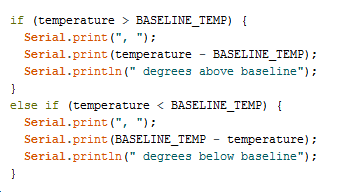 if (temperature > BASELINE_TEMP) {
  Serial.print(", ");
  Serial.print(temperature - BASELINE_TEMP);
  Serial.println(" degrees above baseline");
}
else if (temperature < BASELINE_TEMP) {
  Serial.print(", ");
  Serial.print(BASELINE_TEMP - temperature);
  Serial.println(" degrees below baseline");
}